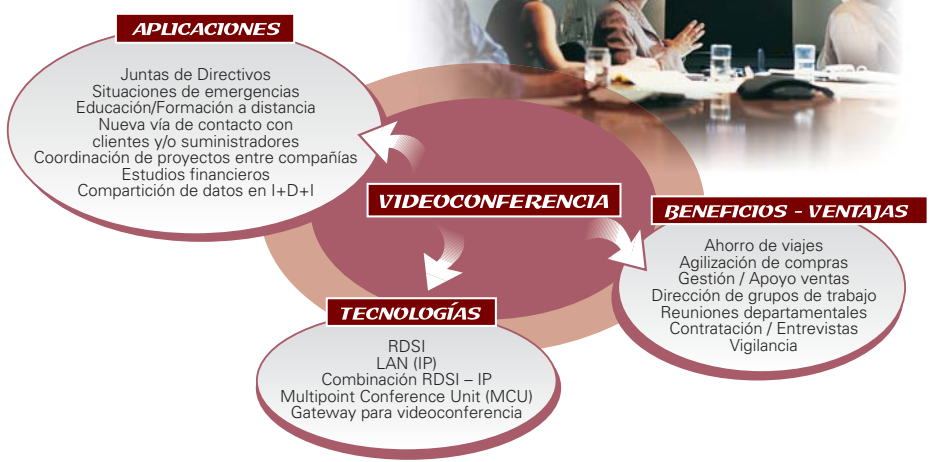 APLICACIONES
Juntas de Directivos
Situaciones de emergencias
Educación/Formación a distancia
Nueva vía de contacto con
clientes y/o suministradores
Coordinación de proyectos entre compañías
Estudios financieros
Compartición de datos en I+D+I
VIDEOCONFERENCIA
BENEFICIOS - VENTAJAS
Ahorro de viajes
Agilización de compras
Gestión / Apoyo ventas
Dirección de grupos de trabajo
Reuniones departamentales
Contratación / Entrevistas
Vigilancia
TECNOLOGÍAS
RDSI
LAN (IP)
Combinación RDSI – IP
Multipoint Conference Unit (MCU)
Gateway para videoconferencia